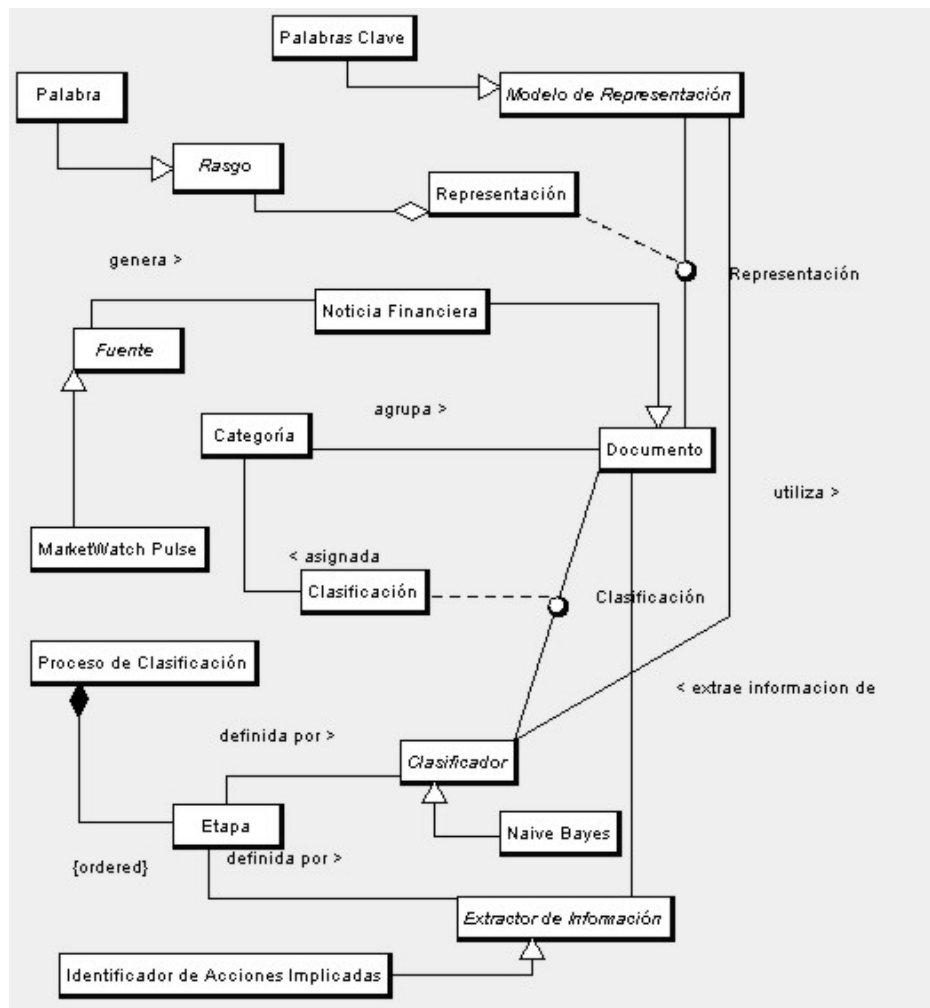 Palabras Clave
Palabra
Modelo de Representación
Rasgo
Representación
genera >
Representación
Noticia Financiera
Fuente
agrupa >
Categoría
Documento
utiliza >
MarketWatch Pulse
< asignada
Clasificación
Clasificación
Proceso de Clasificación
< extrae informacion de
definida por >
Clasificador
Etapa
Naive Bayes
{ordered}
definida por >
Extractor de Información
Identificador de Acciones Implicadas